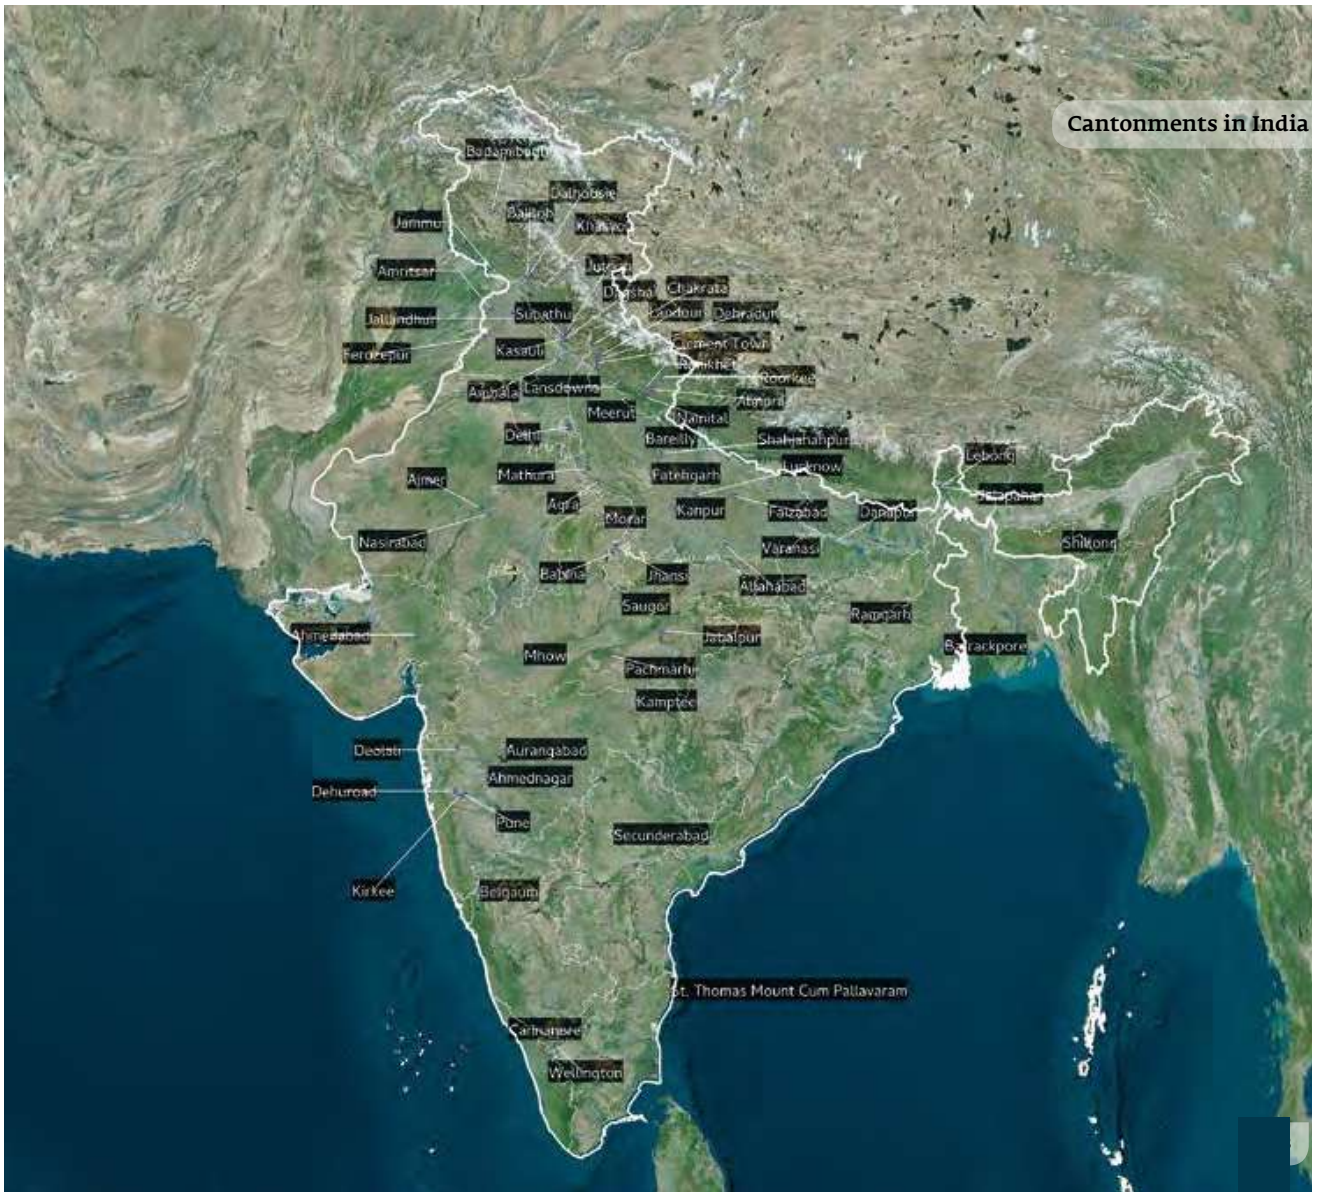 Cantonments in India
Badamibagh
Dalhousie
Bakloh
Jammu
Khasyol
Jutogh
Amritsar
Dagshai
Chakrata
Subathu
Landour
Dehradun
Jallandhur
Clement Town
Kasauli
Ferozepur
Ranikhet
Roorkee
Ambala
Lansdowne
Almora
Meerut
Nainital
Delhi
Bareilly
Shahjahanpur
Lebong
Lucknow
Mathura
Fatehgarh
Ajmer
Jalapahar
Agra
Kanpur
Faizabad
Danapur
Morar
Nasirabad
Varanasi
Shillong
Babina
Jhansi
Allahabad
Saugor
Ramgarh
Ahmedabad
Jabalpur
Barrackpore
Mhow
Pachmarhi
Kamptee
Deolali
Aurangabad
Ahmednagar
Dehuroad
Pune
Secunderabad
Kirkee
Belgaum
St. Thomas Mount Cum Pallavaram
Cannanore
Wellington